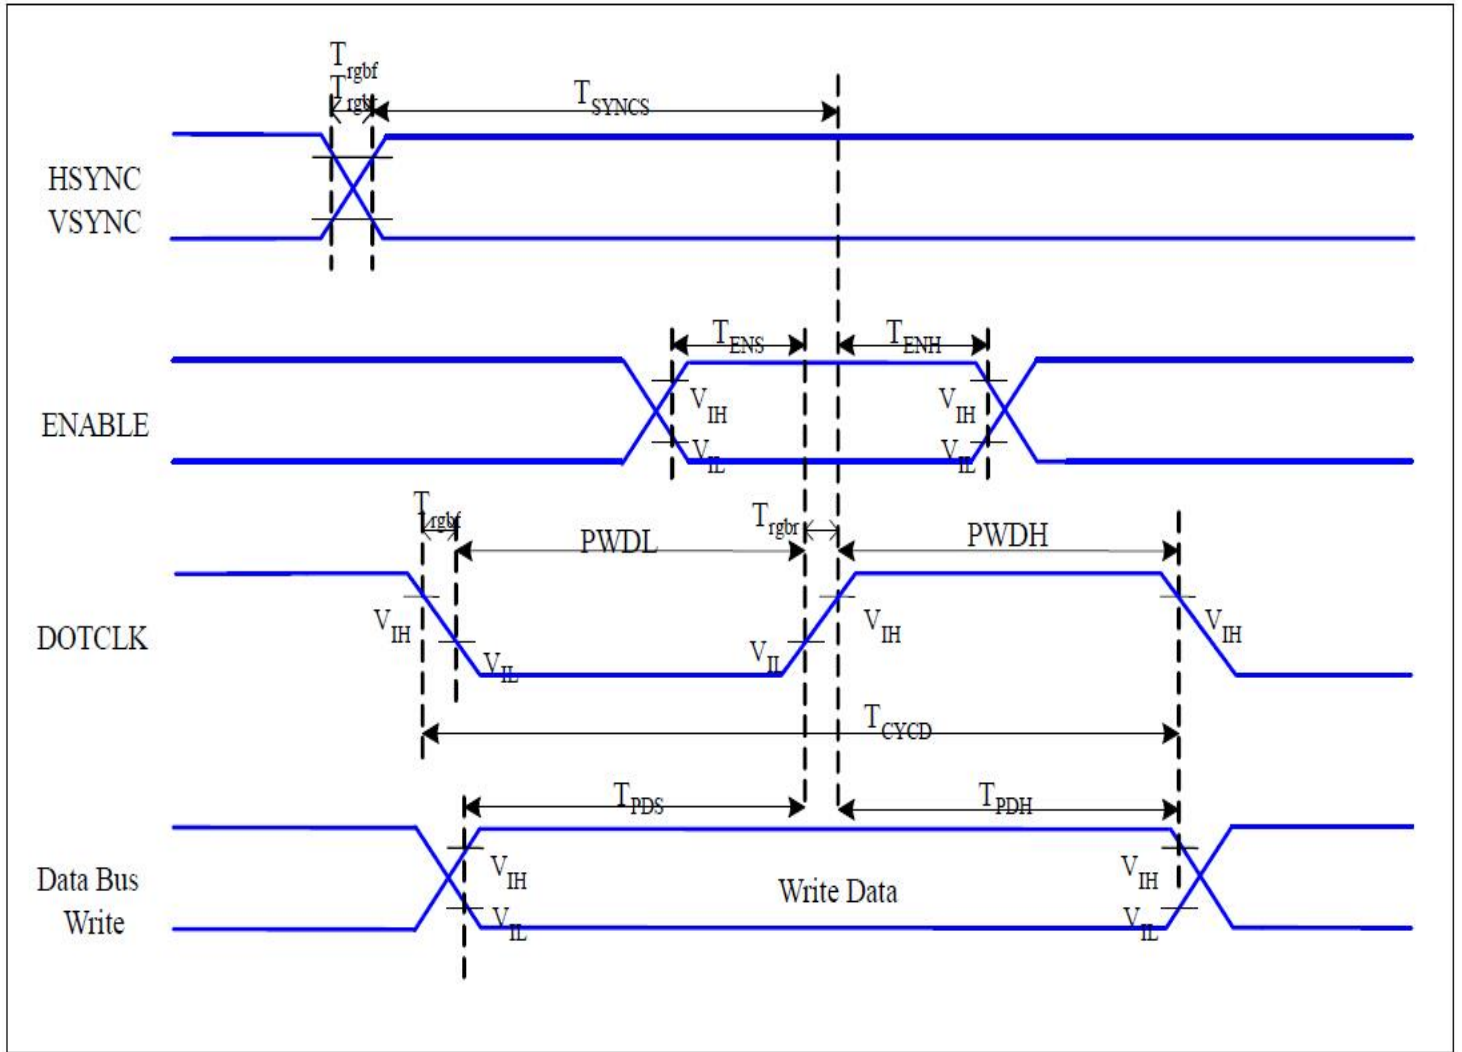 Trgbf
Trgbr
TSYNCS
HSYNC
VSYNC
TENS
TENH
VIH
VIH
ENABLE
VIL
VIL
Trgbf
Trgbr
PWDL
PWDH
VIH
VIH
VIH
DOTCLK
VIL
VIL
TCYCD
TPDS
TPDH
VIH
VIH
Data Bus
Write Data
Write
VIL
VIL